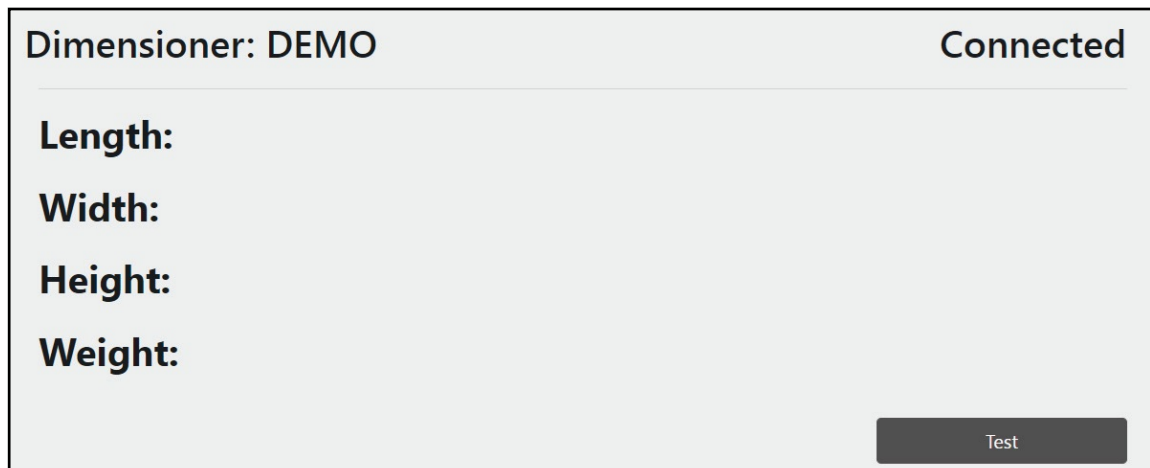 Dimensioner: DEMO Connected
Length:
Width:
Height:
Weight:
Test